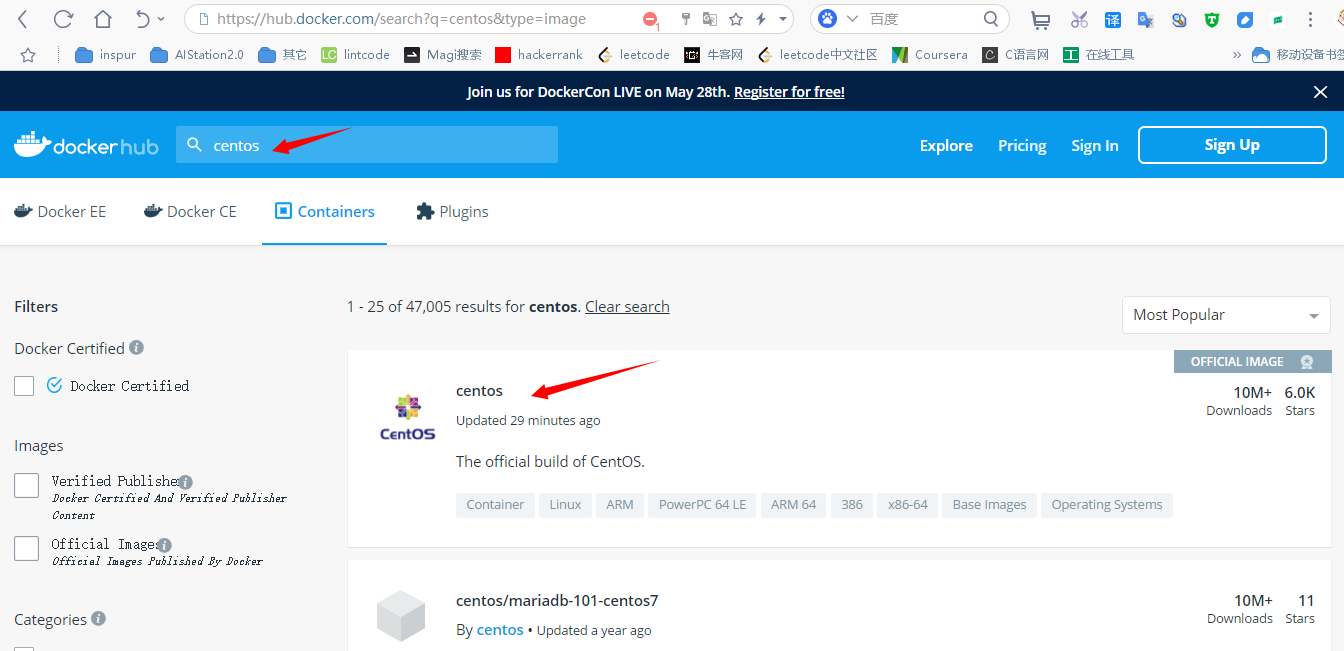 https://hub.docker.com/search?q=centos&type=image
1
百度
译
inspur
AIStation2.0
其它
LC lintcode
Magi搜索
hackerrank
leetcode
牛客网
leetcode中文社区
Coursera
C C语言网
工 在线工具
»
移动设备书签
Join us for DockerCon LIVE on May 28th. Register for free!
docker hub
centos
Explore
Pricing
Sign In
Sign Up
Docker EE
Docker CE
Containers
Plugins
Filters
1 - 25 of 47,005 results for centos. Clear search
Most Popular
Docker Certified
Docker Certified
Images
Verified Publisher
Docker Certified And Verified Publisher
Content
Official Images
Official Images Published By Docker
Categories
OFFICIAL IMAGE
CentOS
centos
10M+ 6.0K
Updated 29 minutes ago
Downloads Stars
The official build of CentOS.
Container
Linux
ARM
PowerPC 64 LE
ARM 64
386
x86-64
Base Images
Operating Systems
centos/mariadb-101-centos7
10M+ 11
By centos • Updated a year ago
Downloads Stars